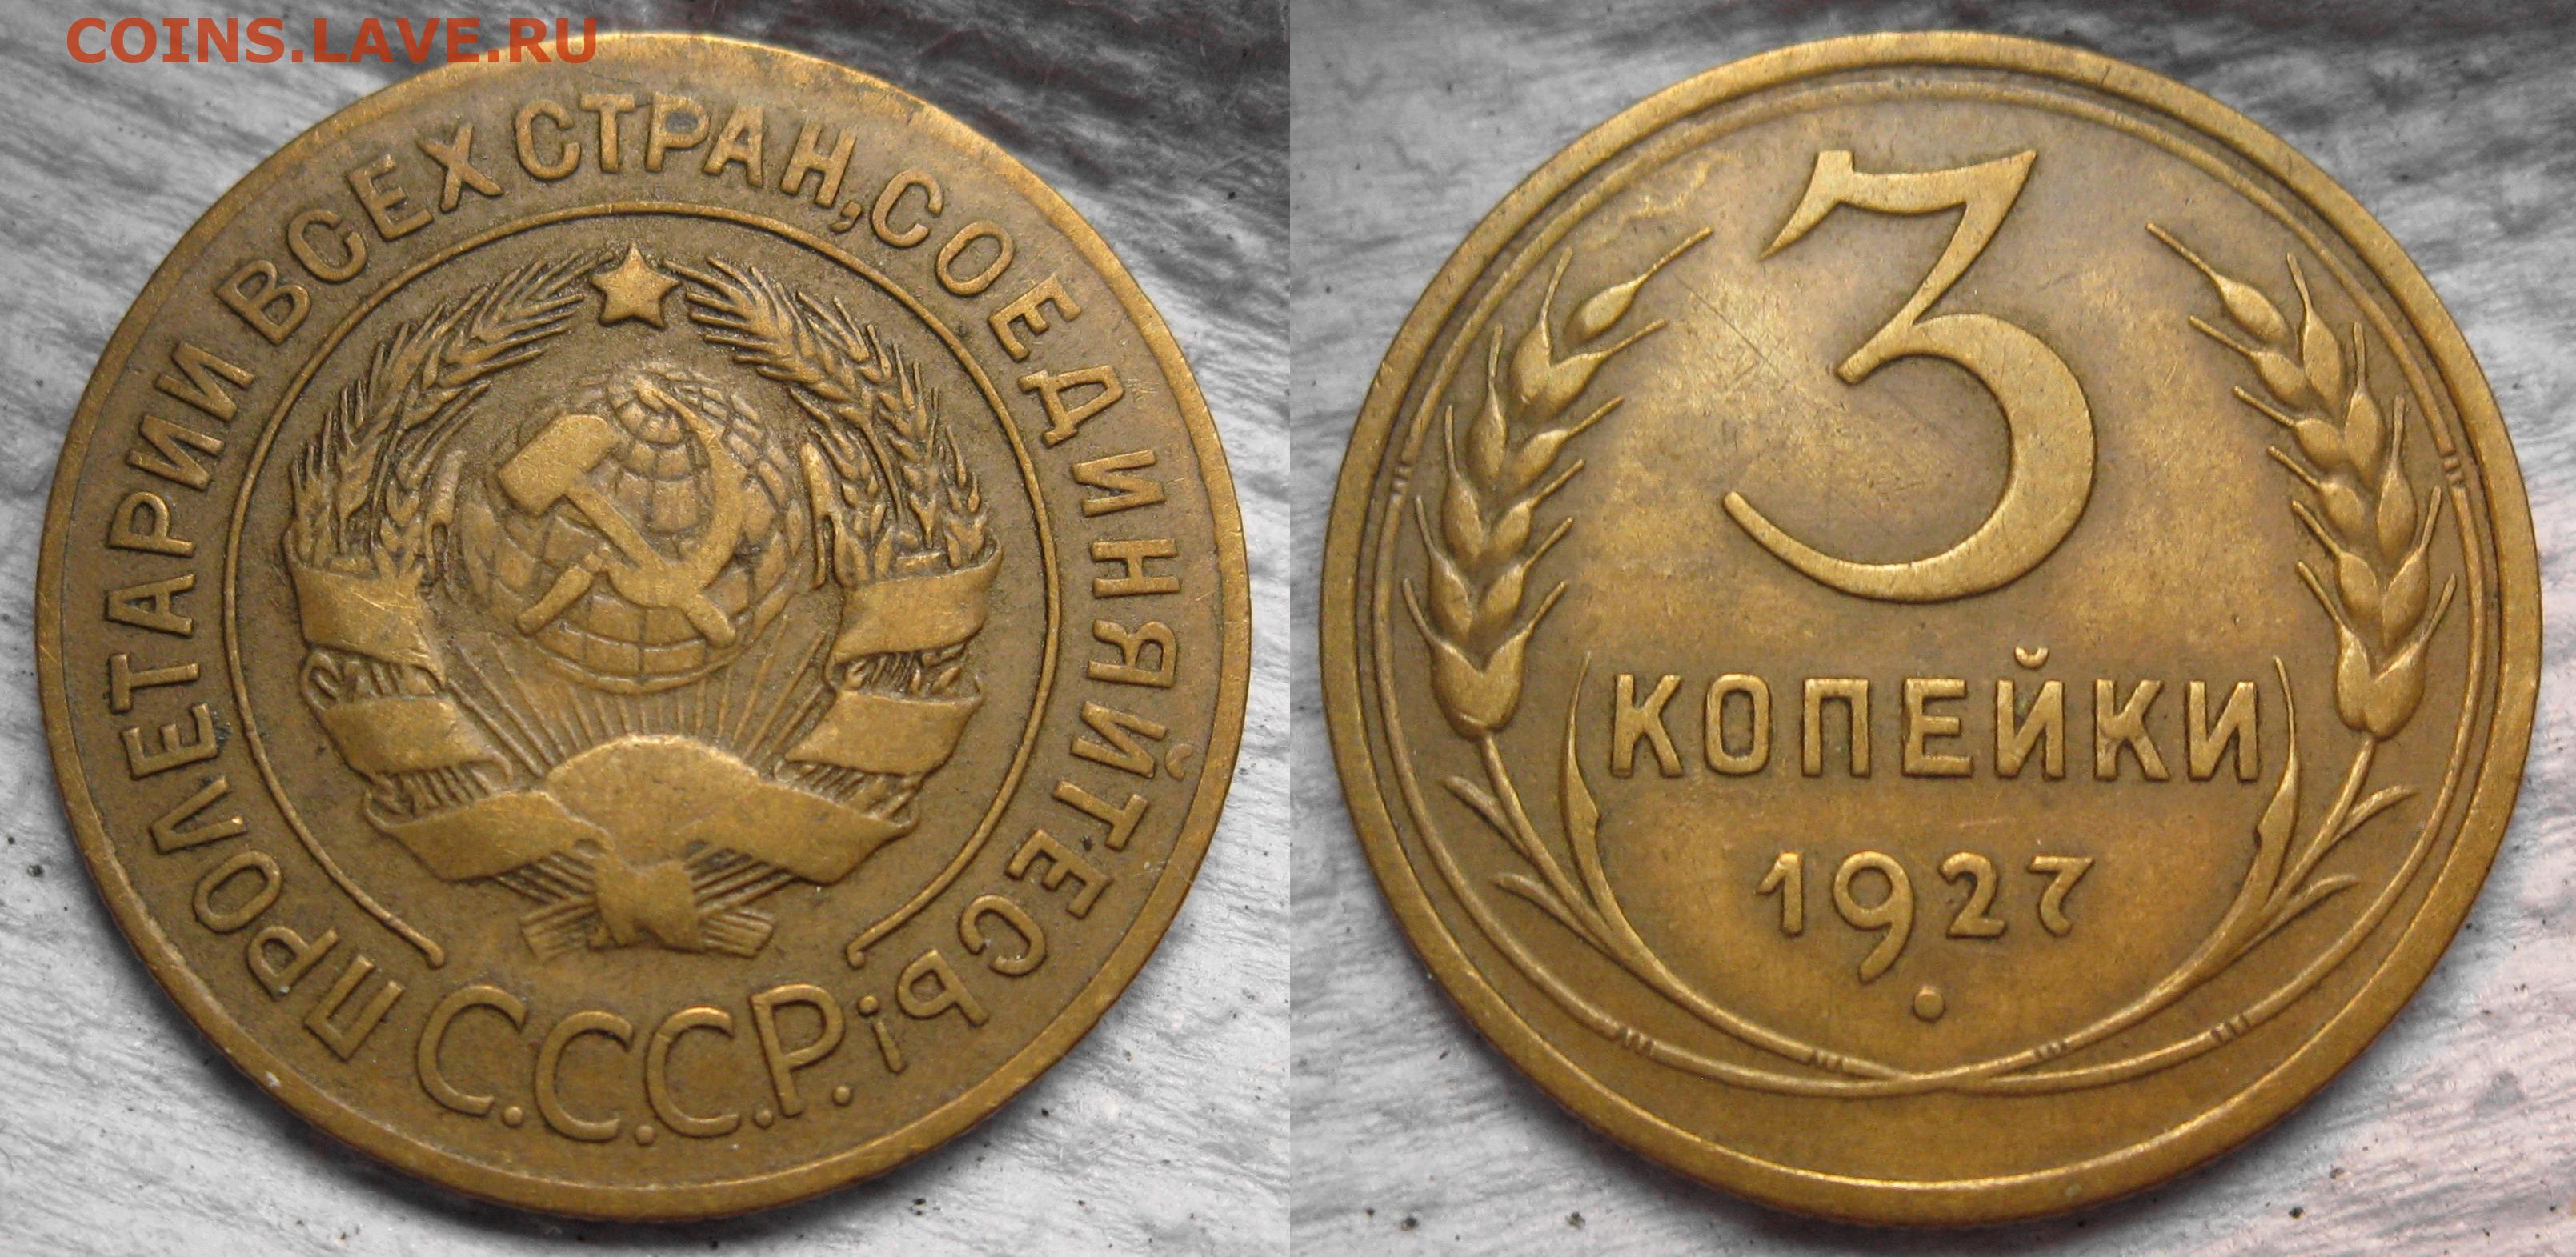 COINS.LAVE.RU
ПРОЛЕТАРИИ ВСЕХ СТРАН, СОЕДИНЯЙТЕСЬ!
С.С.С.Р.
3
КОПЕЙКИ
1927